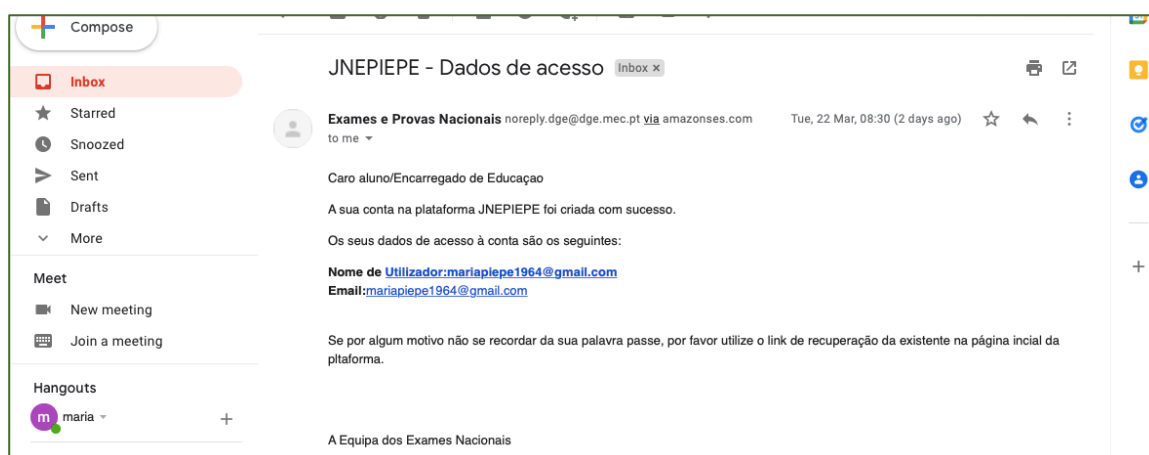 Compose
JNEPIEPE - Dados de acesso Inbox ×
Inbox
Starred
Exames e Provas Nacionais noreply.dge@dge.mec.pt via amazonses.com Tue, 22 Mar, 08:30 (2 days ago)
to me
Snoozed
Sent
Caro aluno/Encarregado de Educaçao
Drafts
A sua conta na plataforma JNEPIEPE foi criada com sucesso.
More
Os seus dados de acesso à conta são os seguintes:
Meet
Nome de Utilizador:mariapiepe1964@gmail.com
Email:mariapiepe1964@gmail.com
New meeting
Join a meeting
Se por algum motivo não se recordar da sua palavra passe, por favor utilize o link de recuperação da existente na página incial da
pltaforma.
Hangouts
m maria
A Equipa dos Exames Nacionais